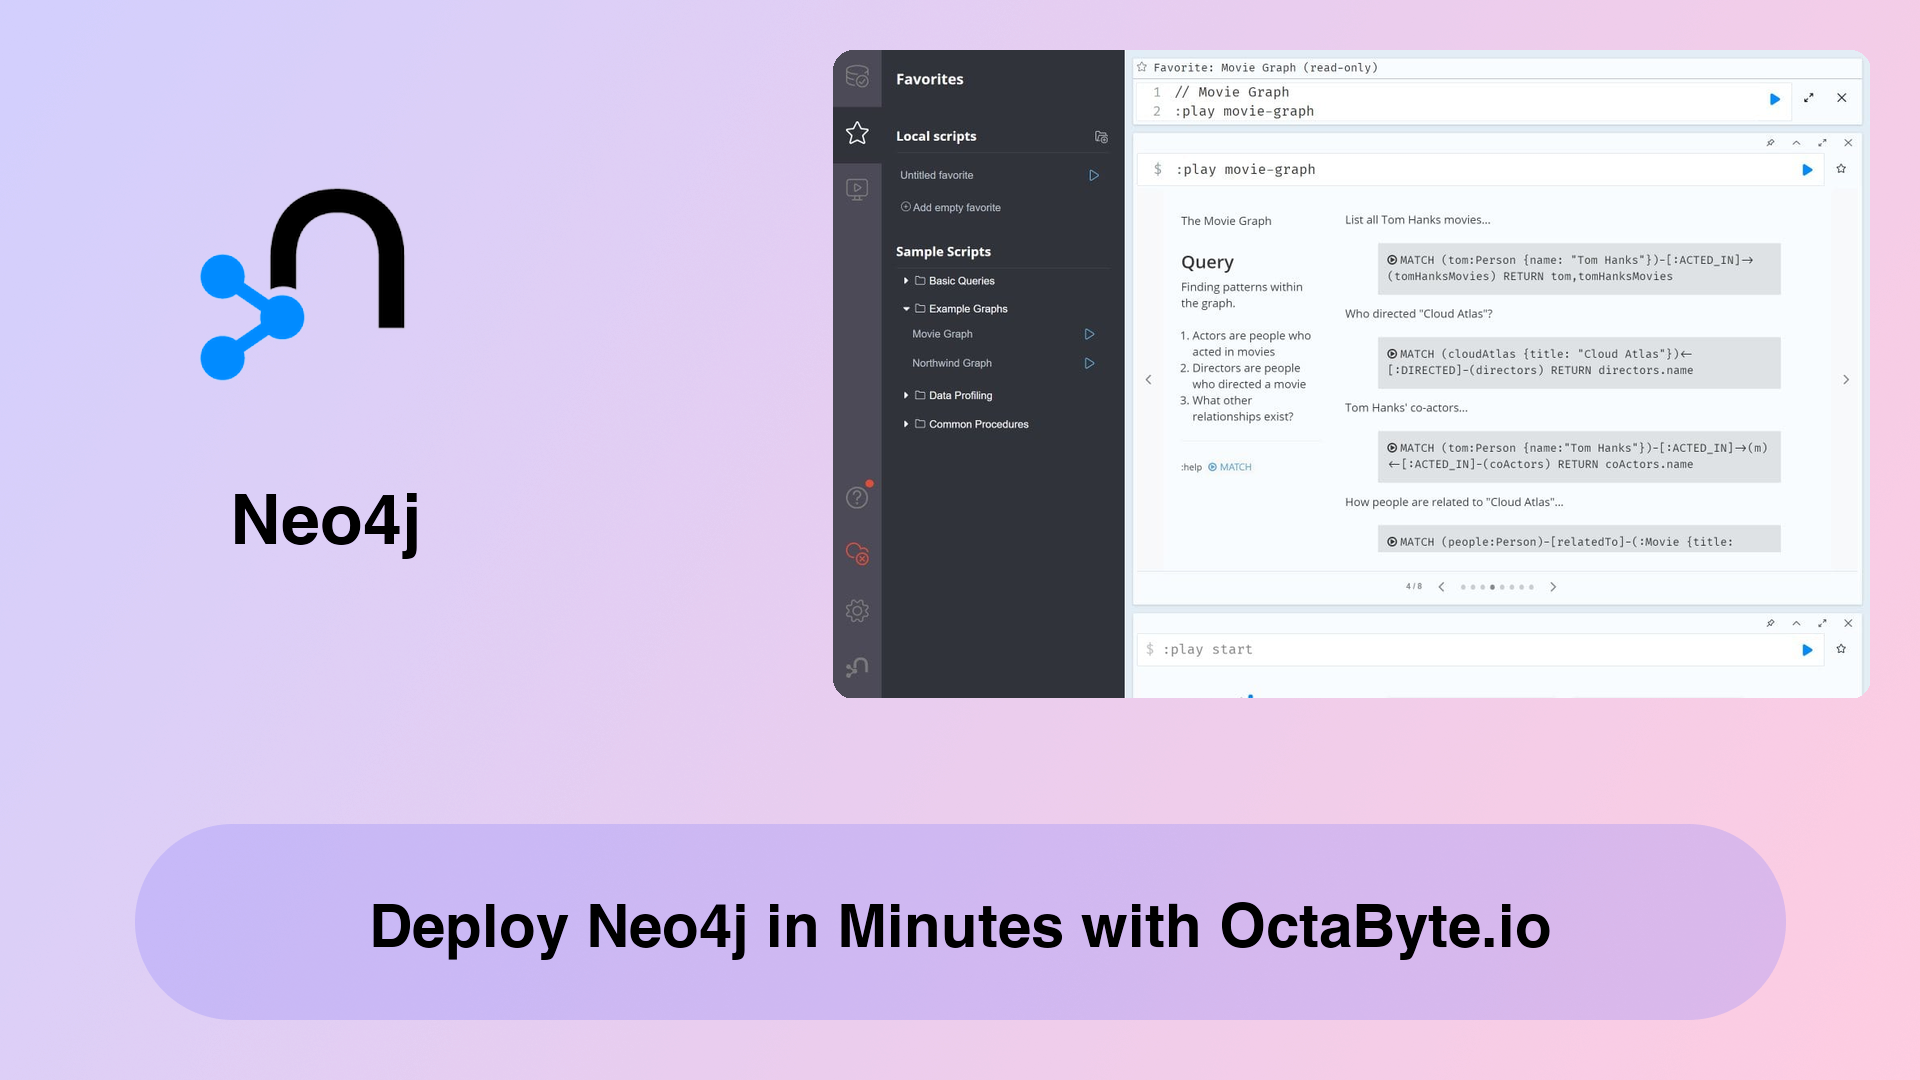 Neo4j
Favorites
Local scripts
Untitled favorite
Add empty favorite
Sample Scripts
Basic Queries
Example Graphs
Movie Graph
Northwind Graph
Data Profiling
Common Procedures
Favorite: Movie Graph (read-only)
1 // Movie Graph
2 :play movie-graph
$ :play movie-graph
The Movie Graph
Query
Finding patterns within
the graph.
1. Actors are people who
acted in movies
2. Directors are people
who directed a movie
3. What other
relationships exist?
:help MATCH
List all Tom Hanks movies...
MATCH (tom:Person {name: "Tom Hanks"})-[:ACTED_IN]->
(tomHanksMovies) RETURN tom,tomHanksMovies
Who directed "Cloud Atlas"?
MATCH (cloudAtlas {title: "Cloud Atlas"})<-
[:DIRECTED]-(directors) RETURN directors.name
Tom Hanks' co-actors...
MATCH (tom:Person {name:"Tom Hanks"})-[:ACTED_IN]->(m)
<-[:ACTED_IN]-(coActors) RETURN coActors.name
How people are related to "Cloud Atlas"...
MATCH (people:Person)-[relatedTo]-(:Movie {title:
4 / 8
$ :play start
Deploy Neo4j in Minutes with OctaByte.io